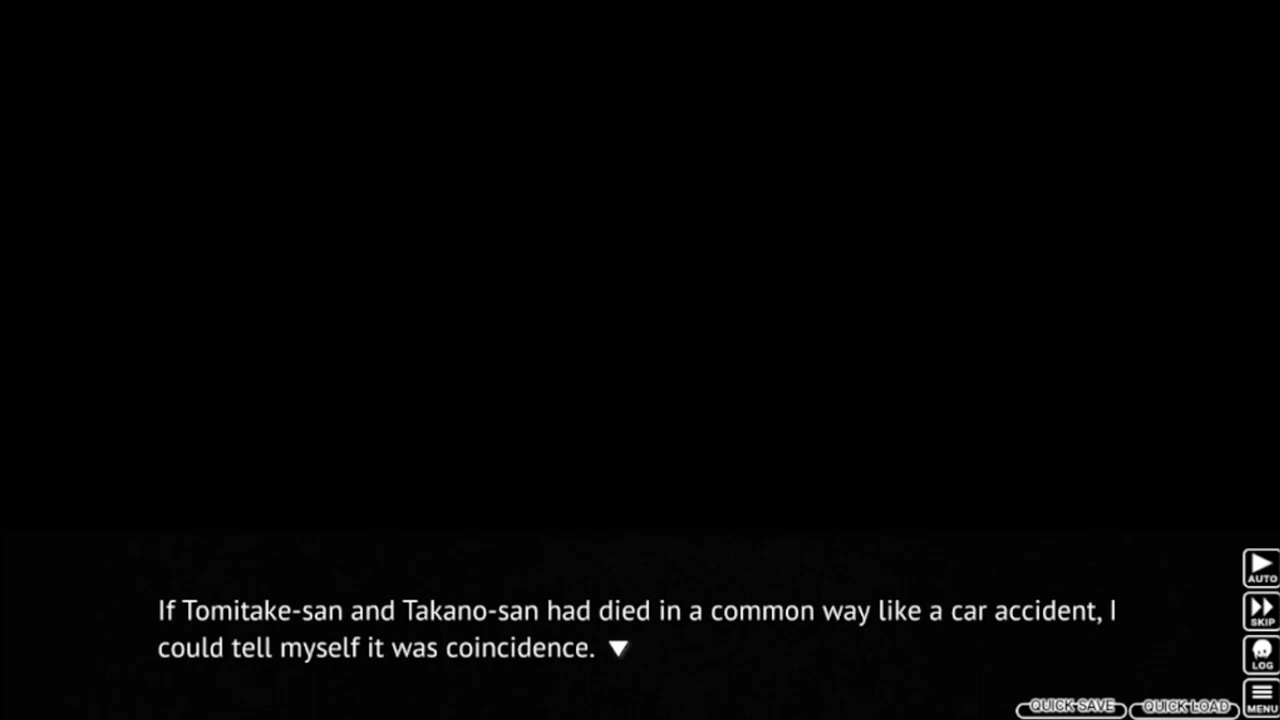 If Tomitake-san and Takano-san had died in a common way like a car accident, I
could tell myself it was coincidence.
AUTO
SKIP
LOG
MENU
QUICK SAVE
QUICK LOAD